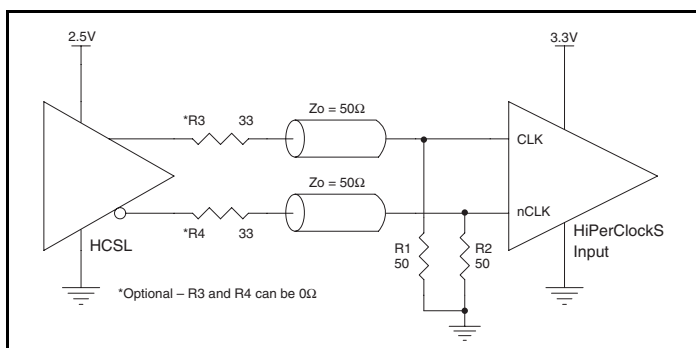 2.5V
3.3V
*R3 33
Zo = 50Ω
CLK
Zo = 50Ω
nCLK
HCSL
*R4 33
R1
50
R2
50
HiPerClockS
Input
*Optional – R3 and R4 can be 0Ω